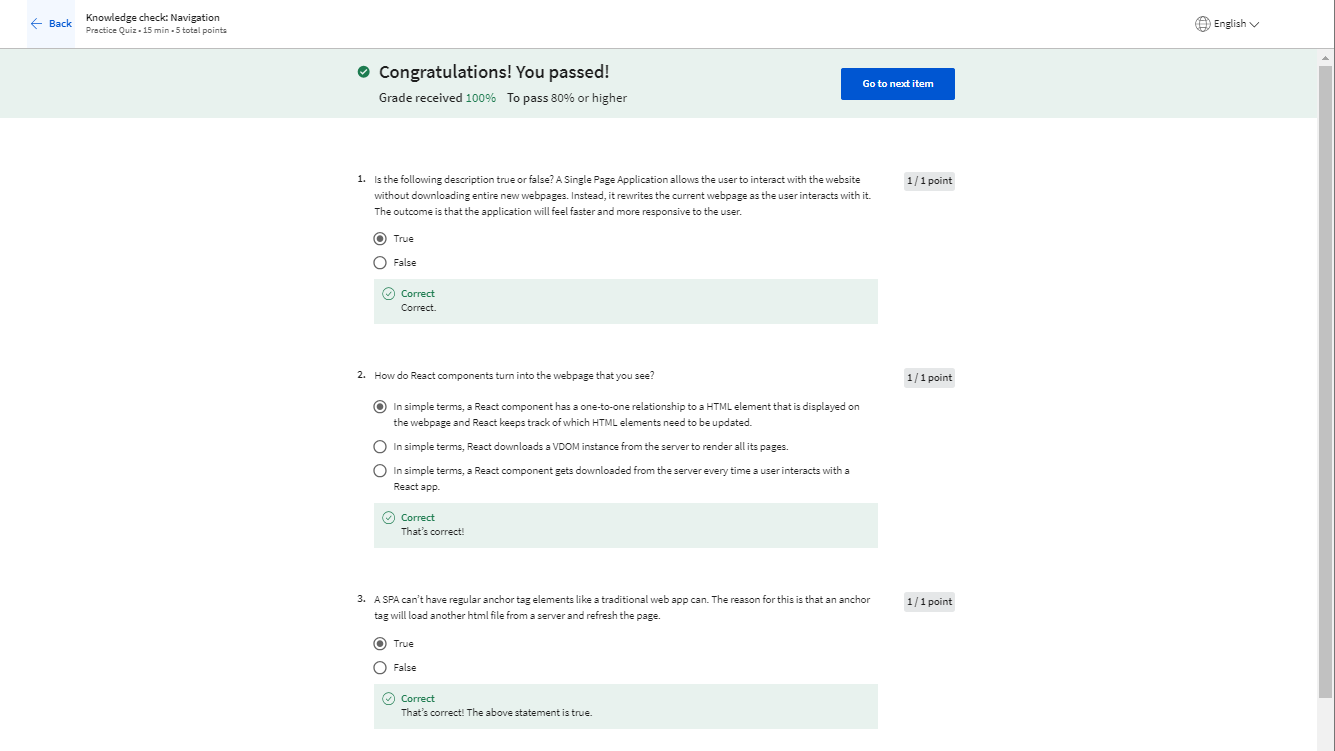 Back
Knowledge check: Navigation
Practice Quiz • 15 min • 5 total points
English
Congratulations! You passed!
Grade received 100% To pass 80% or higher
Go to next item
1. Is the following description true or false? A Single Page Application allows the user to interact with the website
without downloading entire new webpages. Instead, it rewrites the current webpage as the user interacts with it.
The outcome is that the application will feel faster and more responsive to the user.
1 / 1 point
True
False
Correct
Correct.
2. How do React components turn into the webpage that you see?
1 / 1 point
In simple terms, a React component has a one-to-one relationship to a HTML element that is displayed on
the webpage and React keeps track of which HTML elements need to be updated.
In simple terms, React downloads a VDOM instance from the server to render all its pages.
In simple terms, a React component gets downloaded from the server every time a user interacts with a
React app.
Correct
That's correct!
3. A SPA can't have regular anchor tag elements like a traditional web app can. The reason for this is that an anchor
tag will load another html file from a server and refresh the page.
1 / 1 point
True
False
Correct
That's correct! The above statement is true.